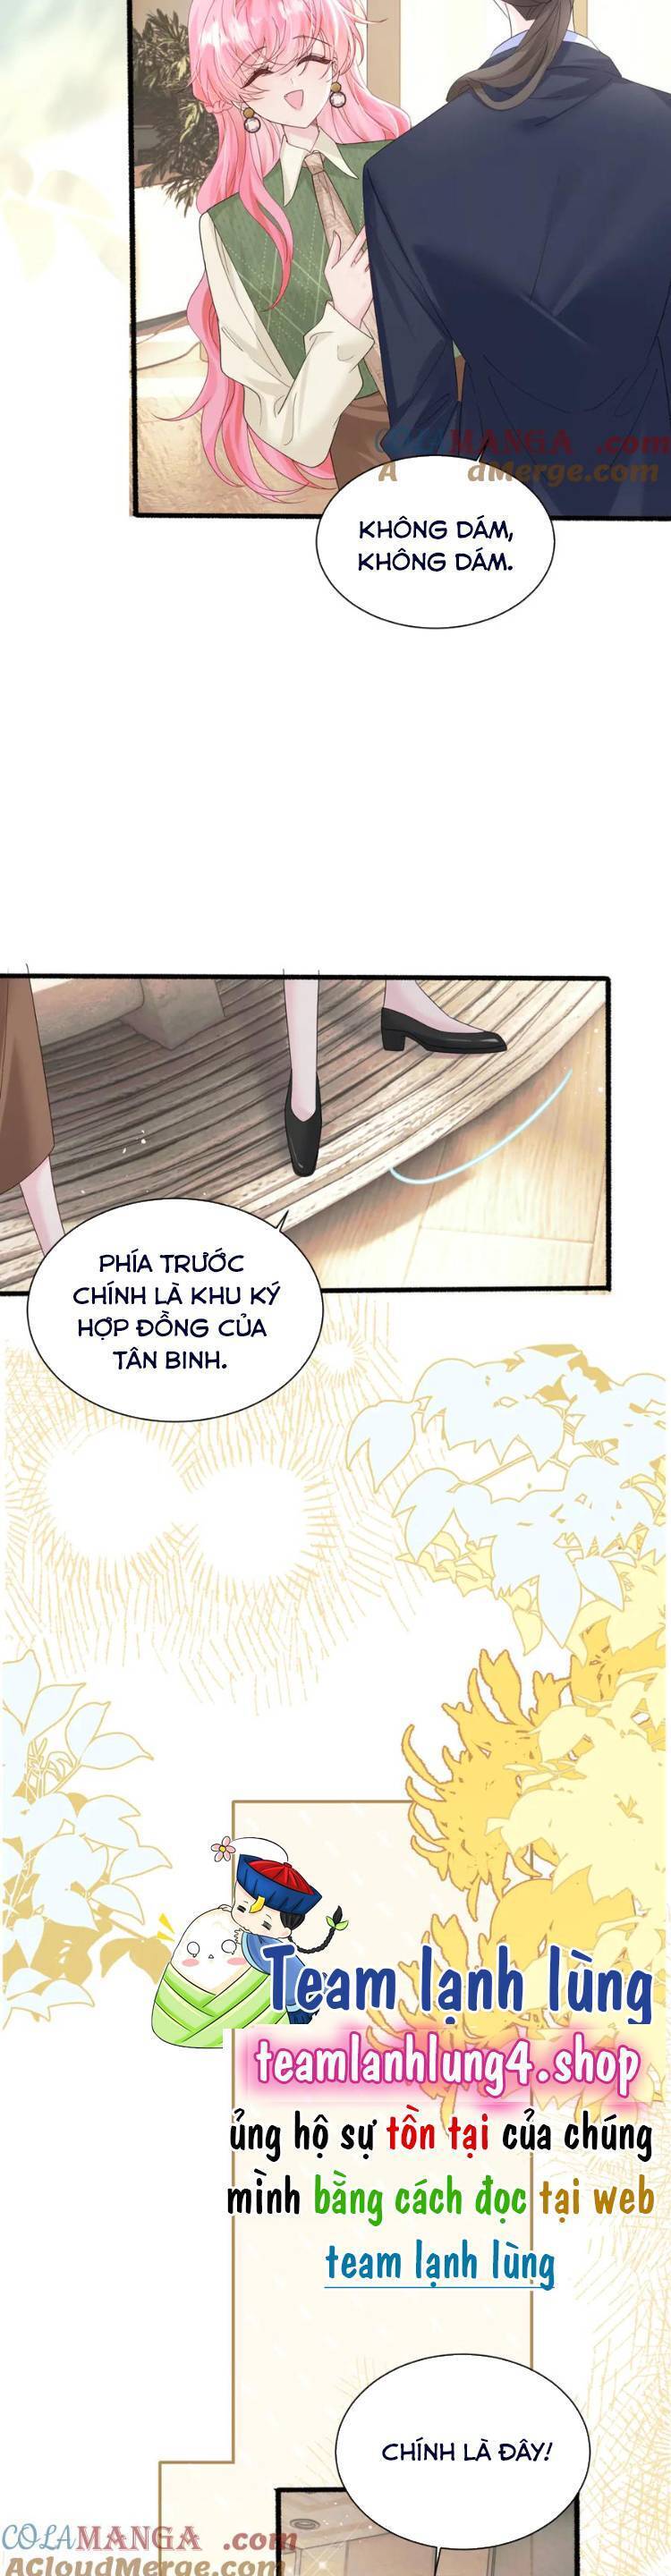 COLAMANGA.com
A dMerge.com
KHÔNG DÁM,
KHÔNG DÁM.
PHÍA TRƯỚC
CHÍNH LÀ KHU KÝ
HỢP ĐỒNG CỦA
TÂN BINH.
Team lạnh lùng
teamlanhlung4.shop
ủng hộ sự tồn tại của chúng
mình bằng cách đọc tại web
team lạnh lùng
CHÍNH LÀ ĐÂY!
COLAMANGA.com
AcloudMerge.com